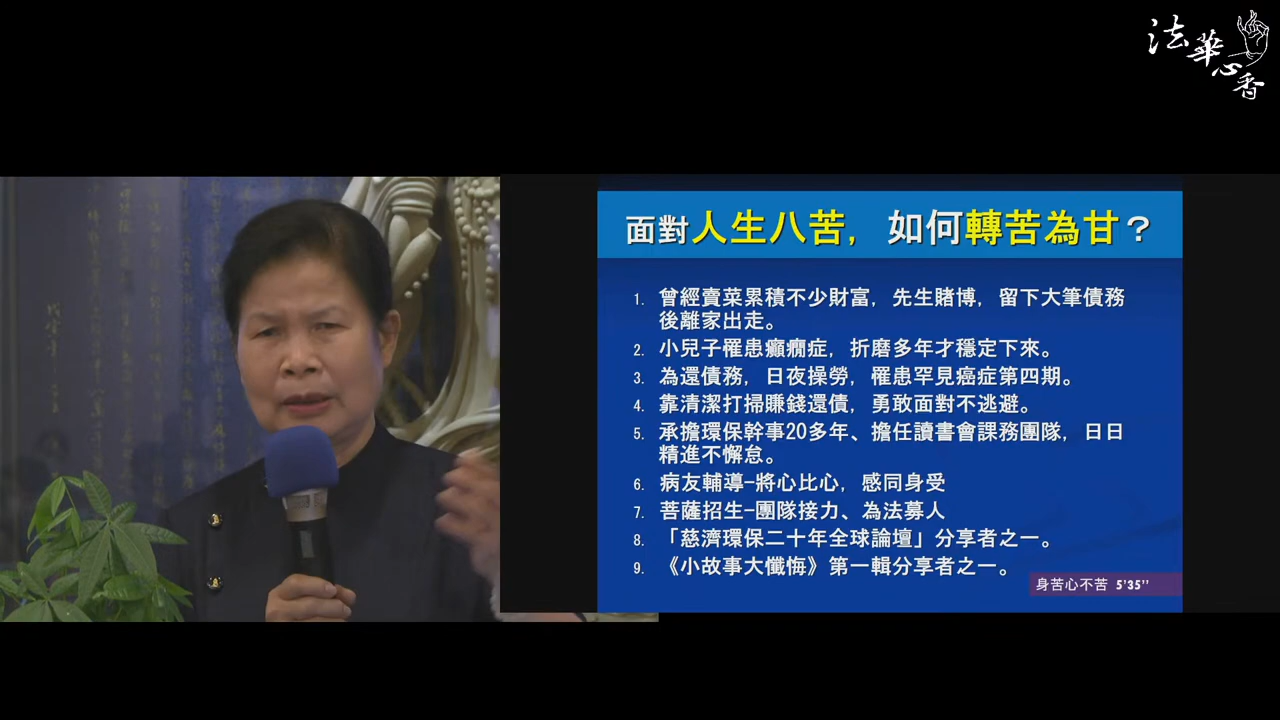 法華心香
面對人生八苦，如何轉苦為甘？
1. 曾經賣菜累積不少財富，先生賭博，留下大筆債務
後離家出走。
2. 小兒子罹患癲癇症，折磨多年才穩定下來。
3. 為還債務，日夜操勞，罹患罕見癌症第四期。
4. 靠清潔打掃賺錢還債，勇敢面對不逃避。
5. 承擔環保幹事20多年、擔任讀書會課務團隊，日日
精進不懈怠。
6. 病友輔導-將心比心，感同身受
7. 菩薩招生-團隊接力、為法募人
8. 「慈濟環保二十年全球論壇」分享者之一。
9. 《小故事大懺悔》第一輯分享者之一。
身苦心不苦 5'35''